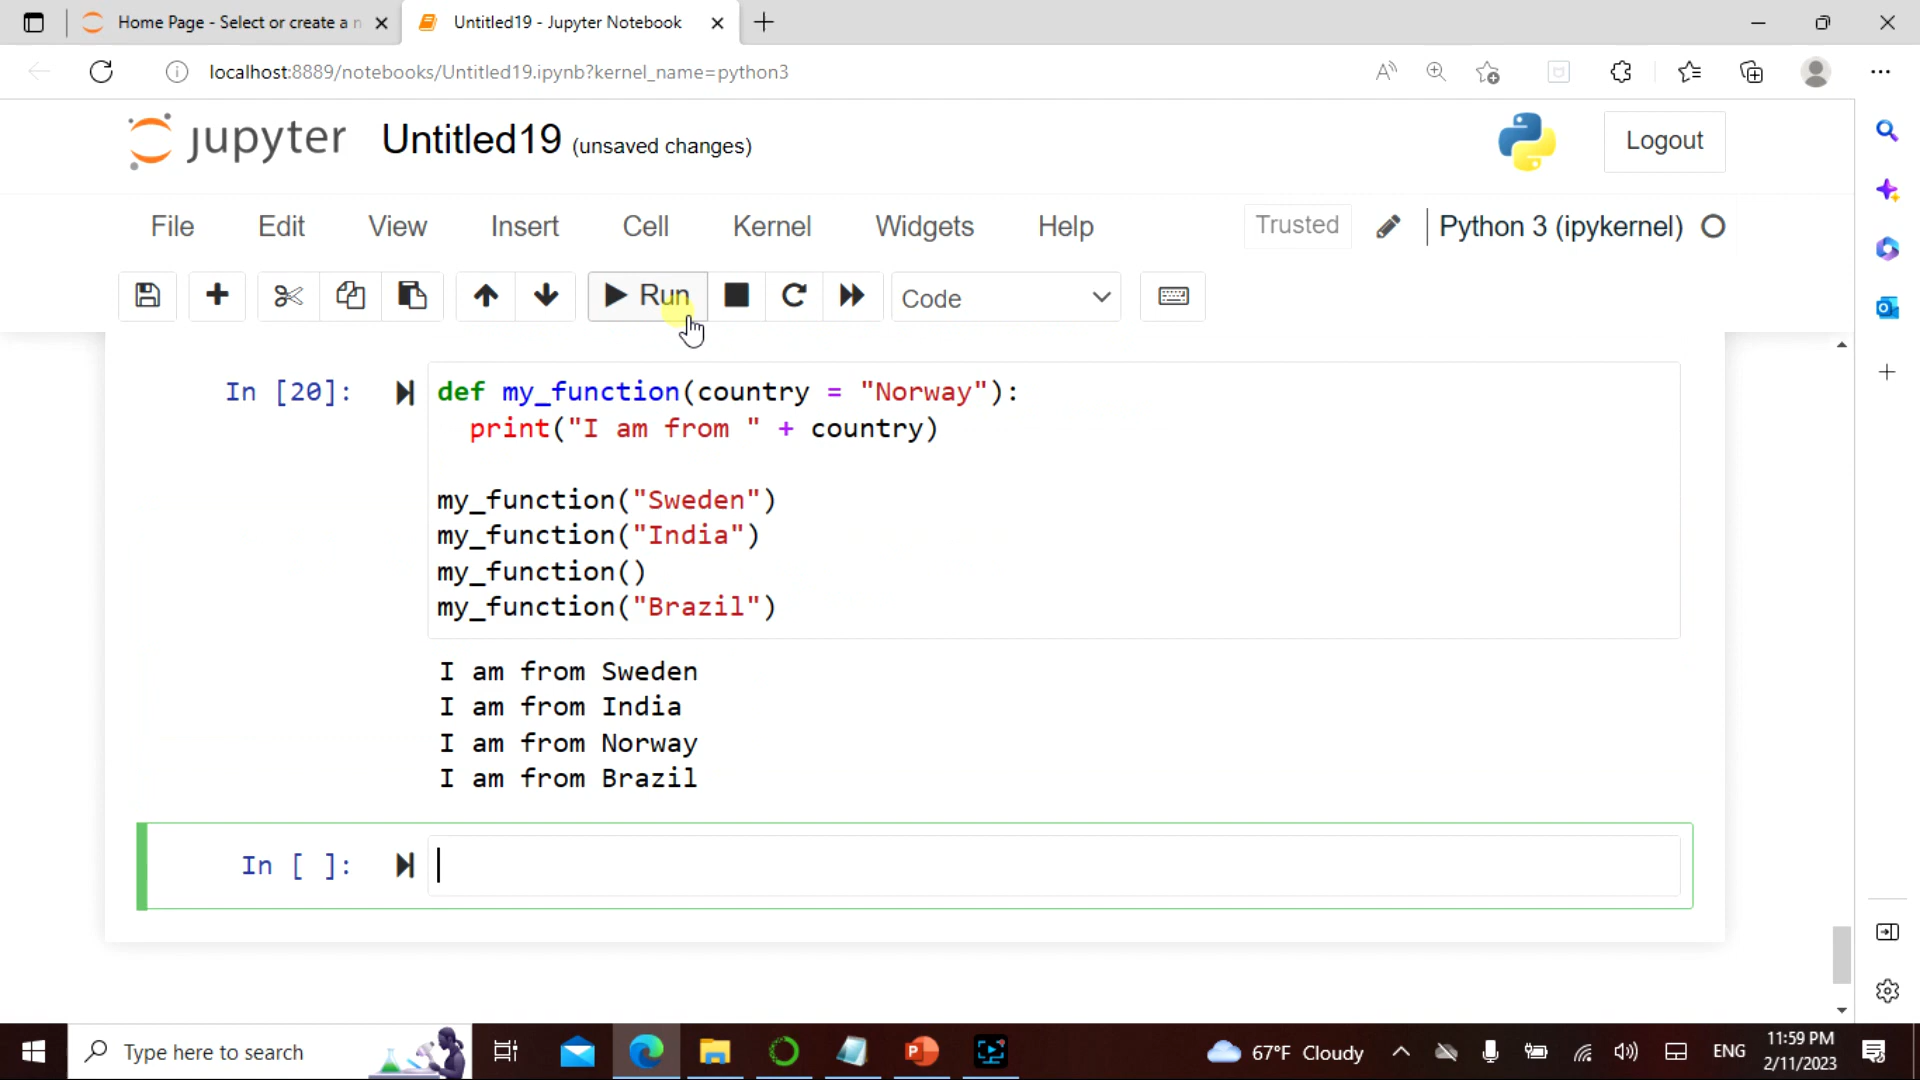 Home Page - Select or create a n
Untitled19 - Jupyter Notebook
localhost:8889/notebooks/Untitled19.ipynb?kernel_name=python3
jupyter Untitled19 (unsaved changes)
Logout
File Edit View Insert Cell Kernel Widgets Help Trusted Python 3 (ipykernel)
Run Code
In [20]: def my_function(country = "Norway"):
print("I am from " + country)
my_function("Sweden")
my_function("India")
my_function()
my_function("Brazil")
I am from Sweden
I am from India
I am from Norway
I am from Brazil
In [ ]:
Type here to search
67°F Cloudy
ENG
11:59 PM
2/11/2023